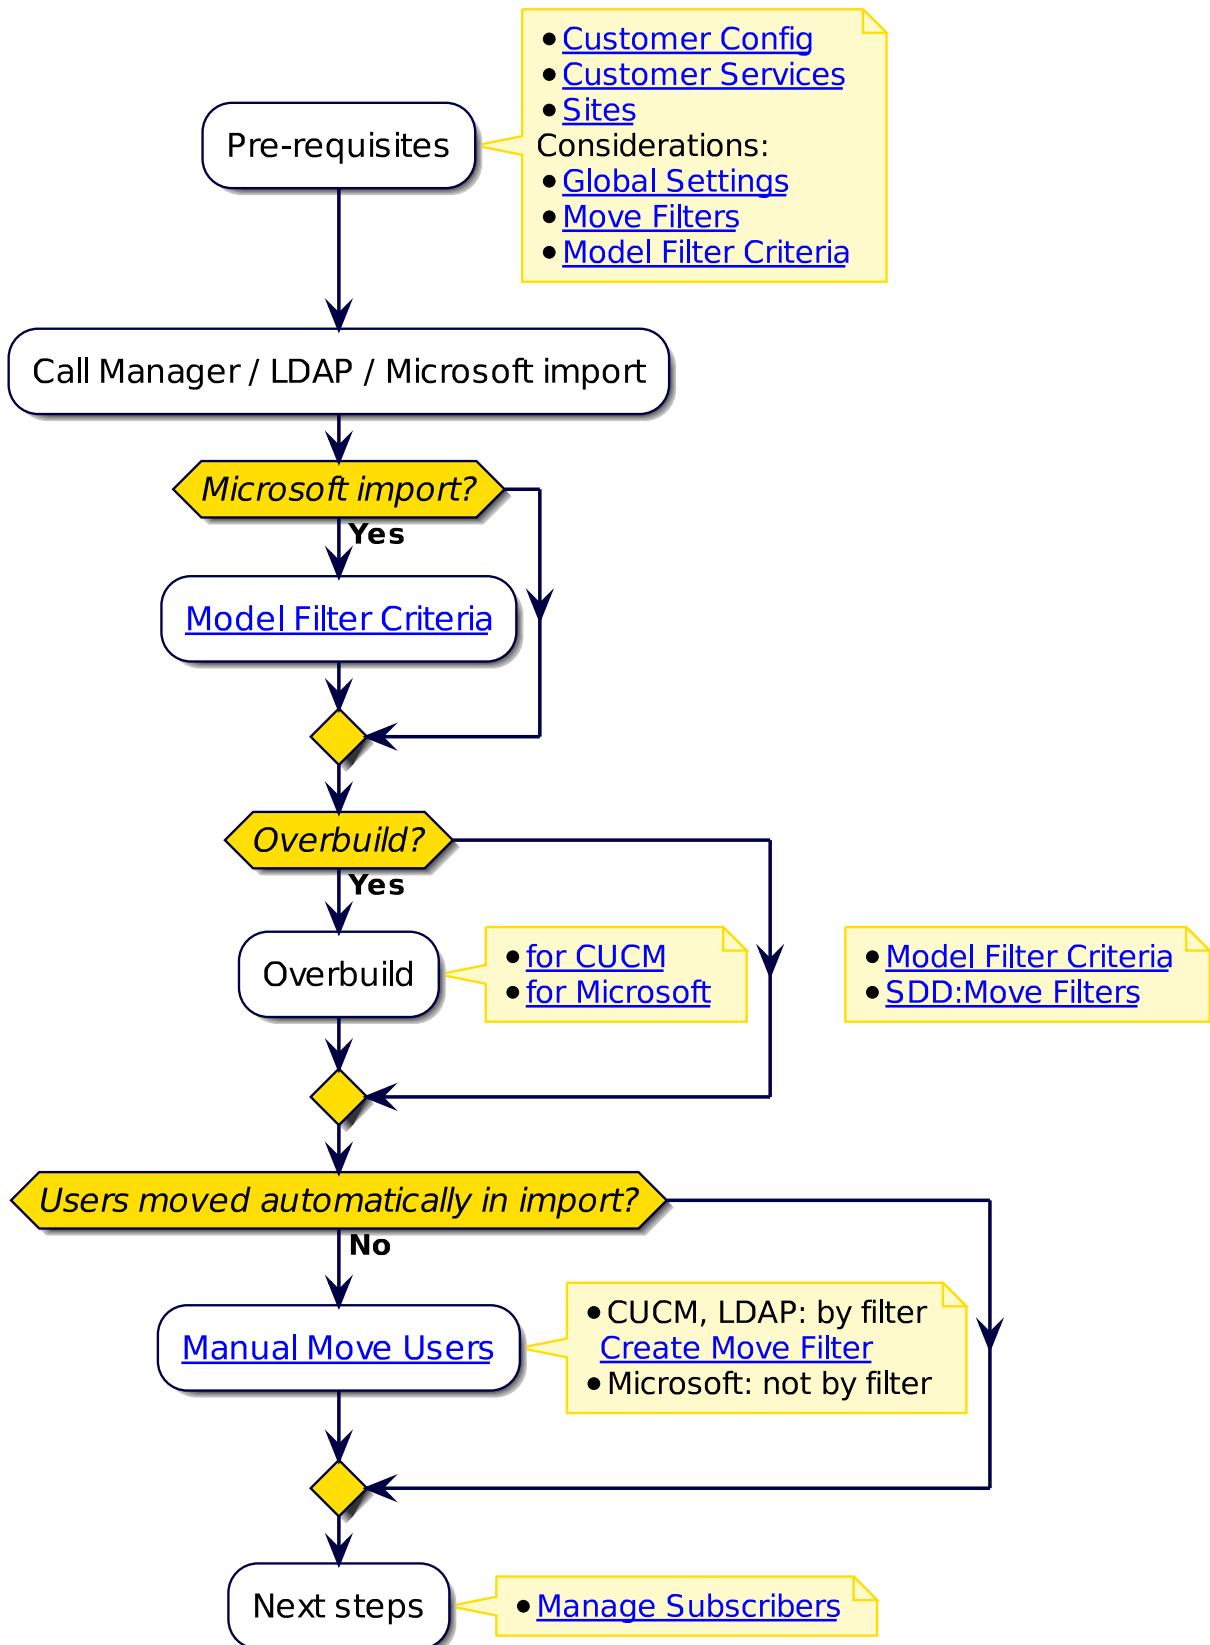 • Customer Config
• Customer Services
• Sites
Considerations:
• Global Settings
• Move Filters
• Model Filter Criteria
Pre-requisites
Call Manager / LDAP / Microsoft import
Microsoft import?
Yes
Model Filter Criteria
Overbuild?
Yes
Overbuild
• for CUCM
• for Microsoft
• Model Filter Criteria
• SDD:Move Filters
Users moved automatically in import?
No
Manual Move Users
• CUCM, LDAP: by filter
Create Move Filter
• Microsoft: not by filter
Next steps
• Manage Subscribers